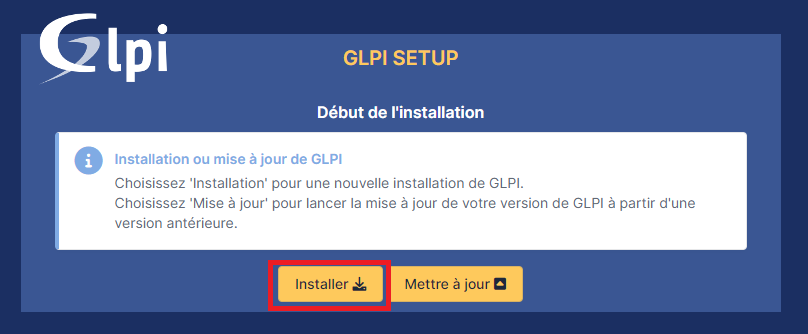 Glpi
GLPI SETUP
Début de l'installation
Installation ou mise à jour de GLPI
Choisissez 'Installation' pour une nouvelle installation de GLPI.
Choisissez 'Mise à jour' pour lancer la mise à jour de votre version de GLPI à partir d'une
version antérieure.
Installer
Mettre à jour